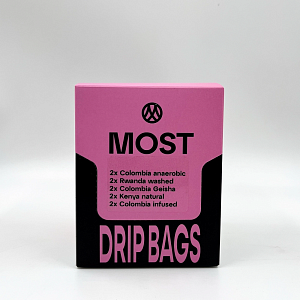 MOST
2x Colombia anaerobic
2x Rwanda washed
2x Colombia Geisha
2x Kenya natural
2x Colombia infused
DRIP BAGS